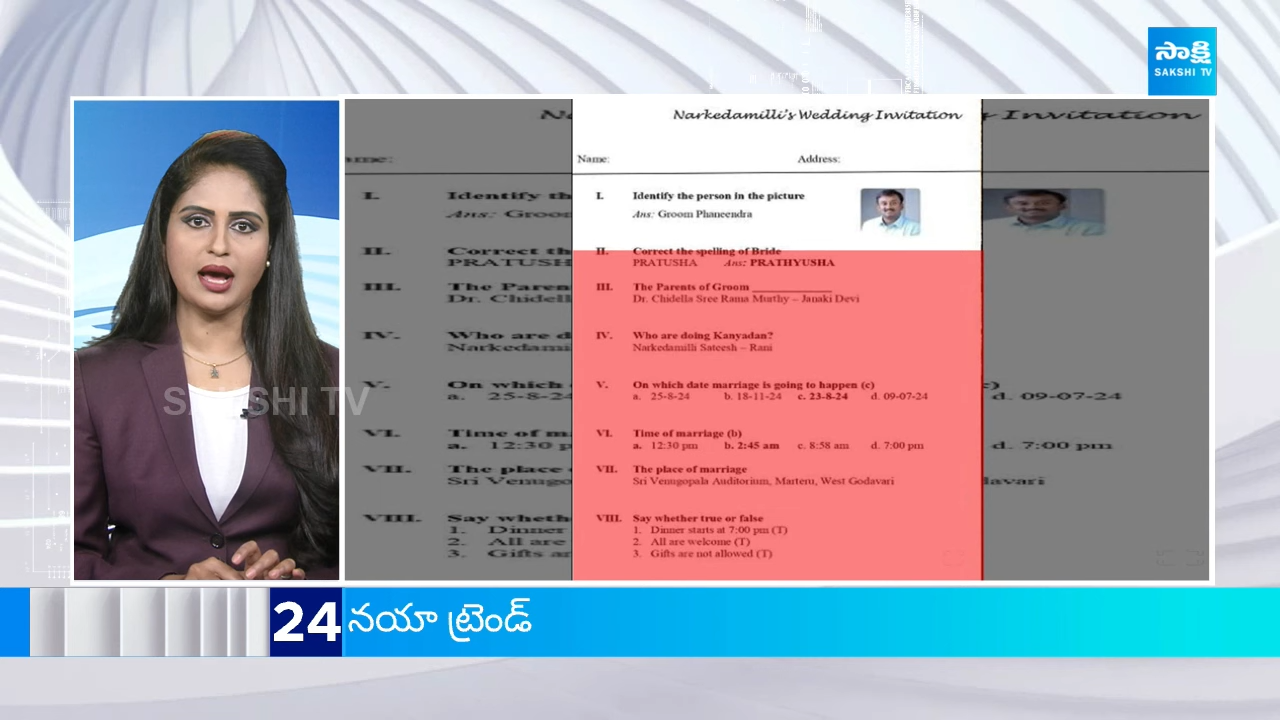 సాక్షి
SAKSHI TV
Narkedamilli's Wedding Invitation
Name: Address:
I. Identify the person in the picture
Ans: Groom Phaneendra
II. Correct the spelling of Bride
PRATUSHA Ans: PRATHYUSHA
III. The Parents of Groom ______________
Dr. Chidella Sree Rama Murthy – Janaki Devi
IV. Who are doing Kanyadan?
Narkedamilli Sateesh – Rani
V. On which date marriage is going to happen (c)
a. 25-8-24 b. 18-11-24 c. 23-8-24 d. 09-07-24
VI. Time of marriage (b)
a. 12:30 pm b. 2:45 am c. 8:58 am d. 7:00 pm
VII. The place of marriage
Sri Venugopala Auditorium, Marteru, West Godavari
VIII. Say whether true or false
1. Dinner starts at 7:00 pm (T)
2. All are welcome (T)
3. Gifts are not allowed (T)
SAKSHI TV
24 నయా ట్రెండ్